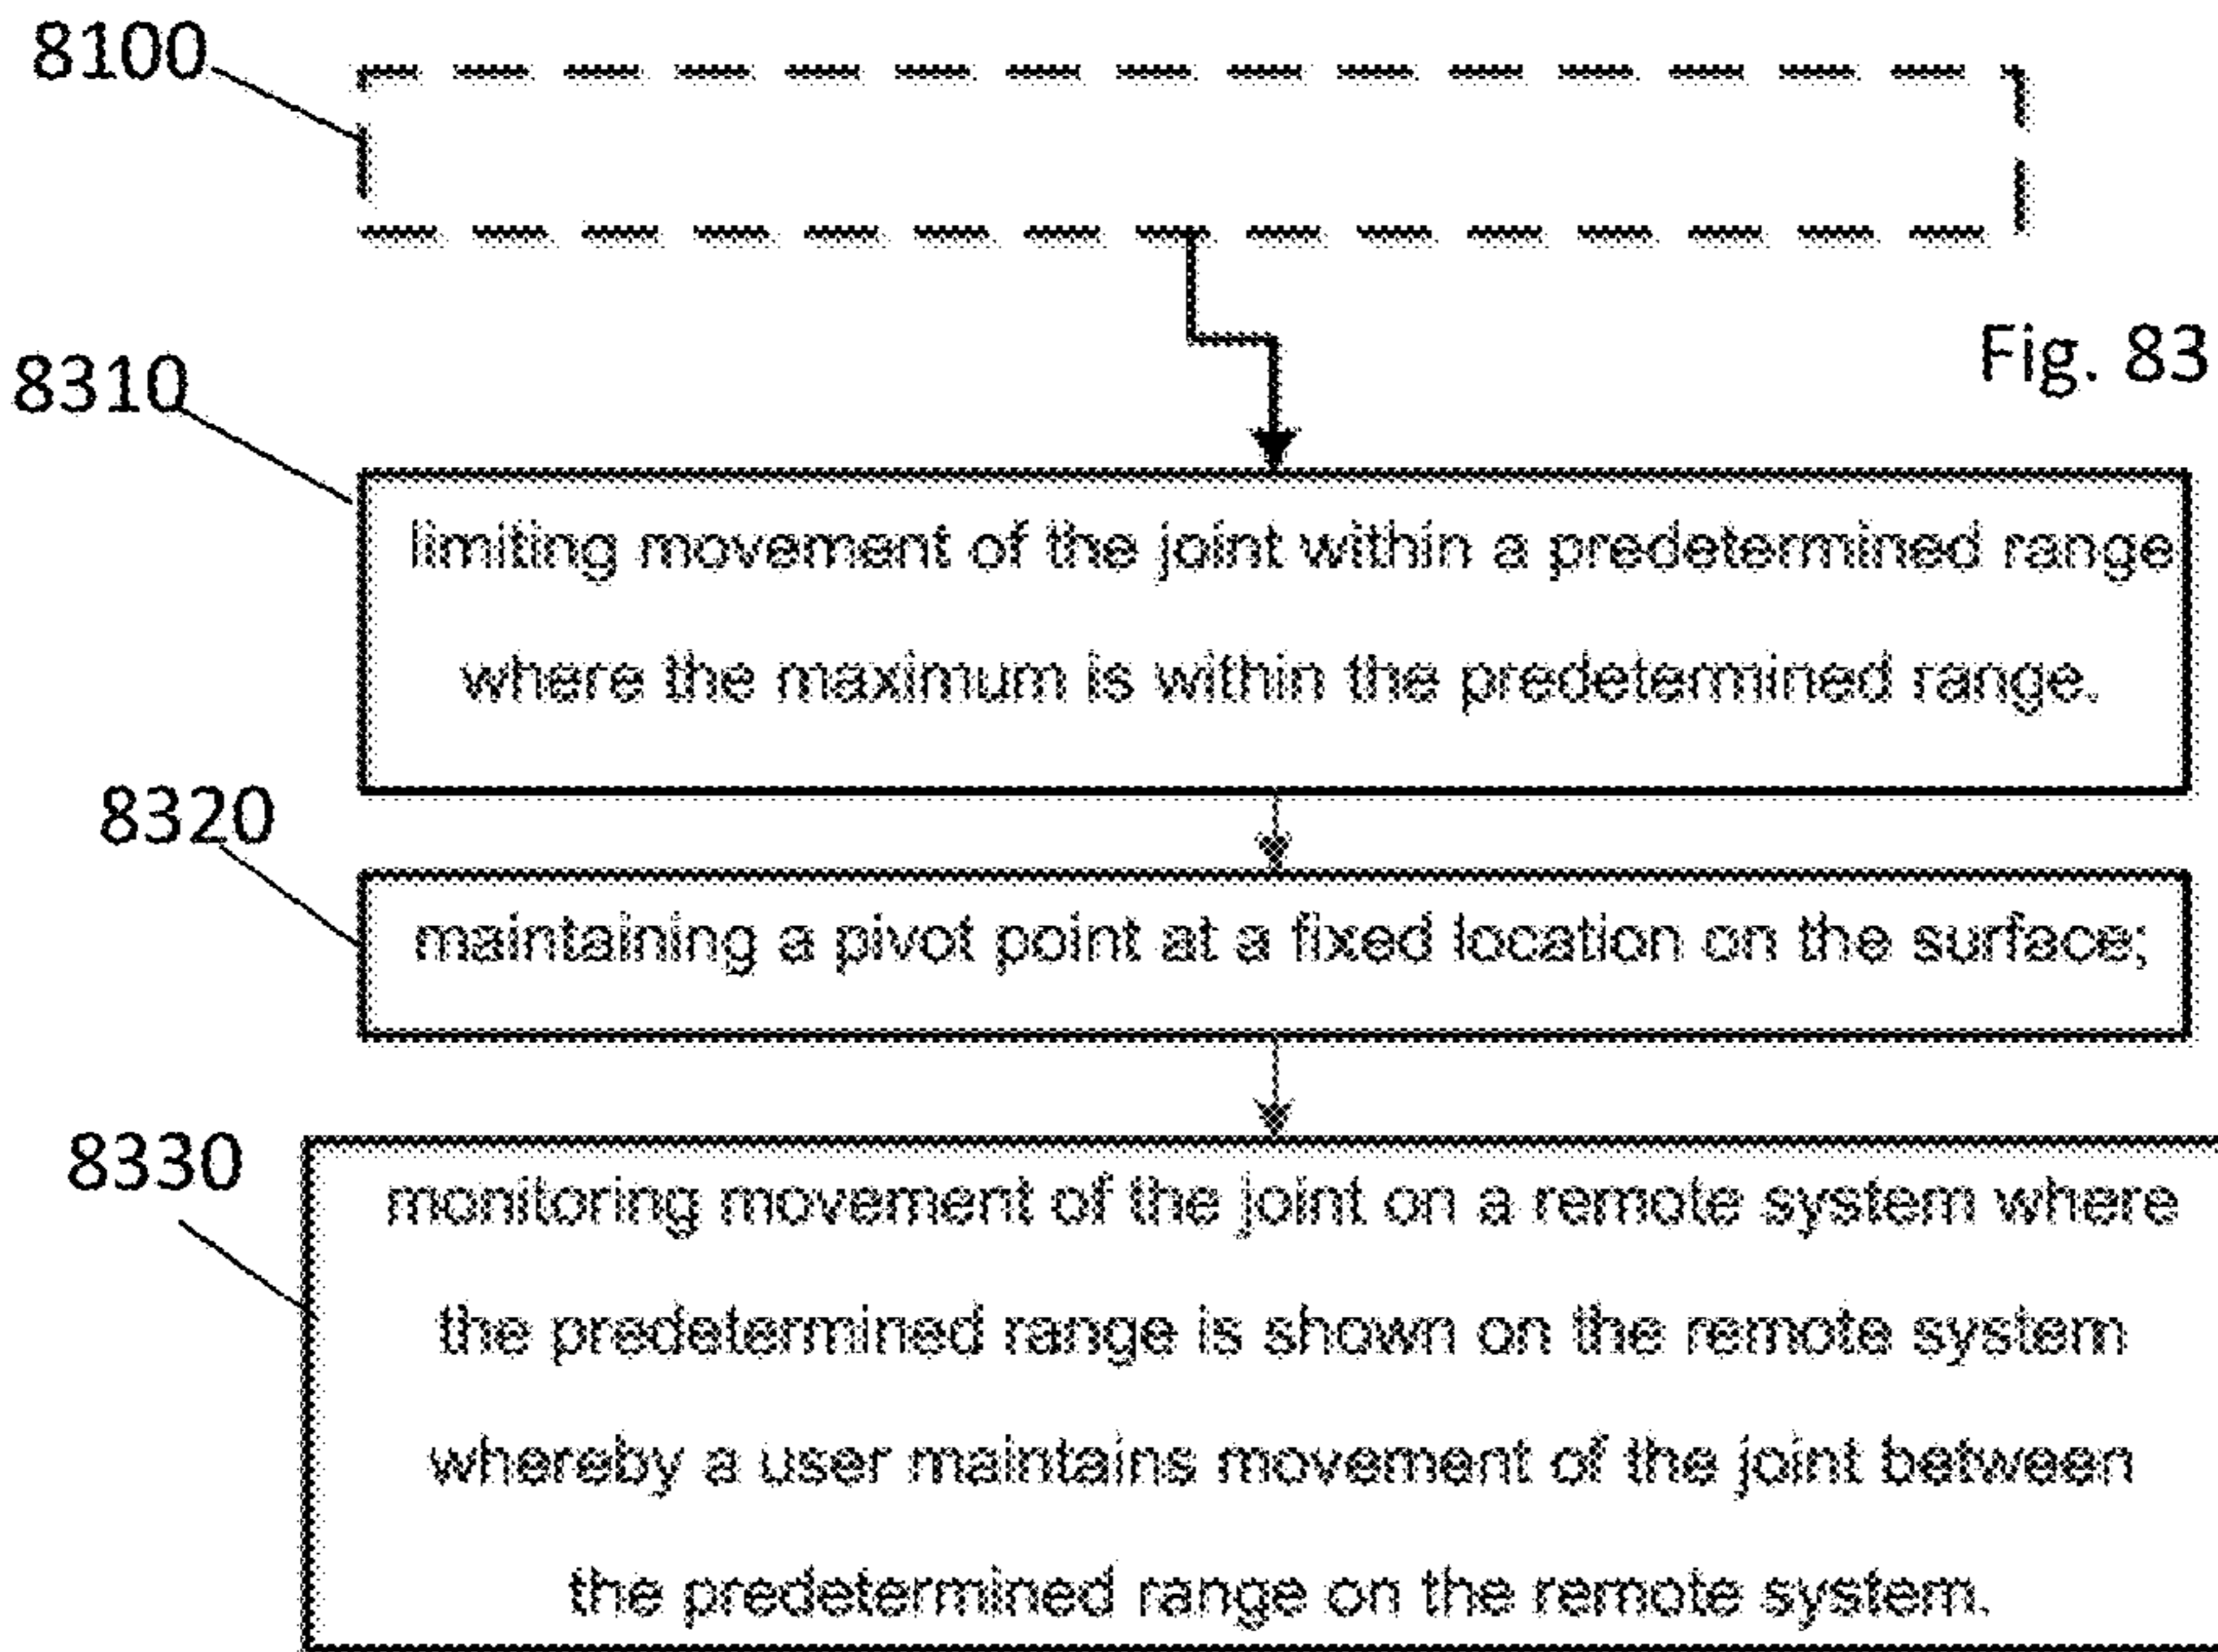 8100
Fig. 83
8310
limiting movement of the joint within a predetermined range
where the maximum is within the predetermined range.
8320
maintaining a pivot point at a fixed location on the surface;
8330
monitoring movement of the joint on a remote system where
the predetermined range is shown on the remote system
whereby a user maintains movement of the joint between
the predetermined range on the remote system.